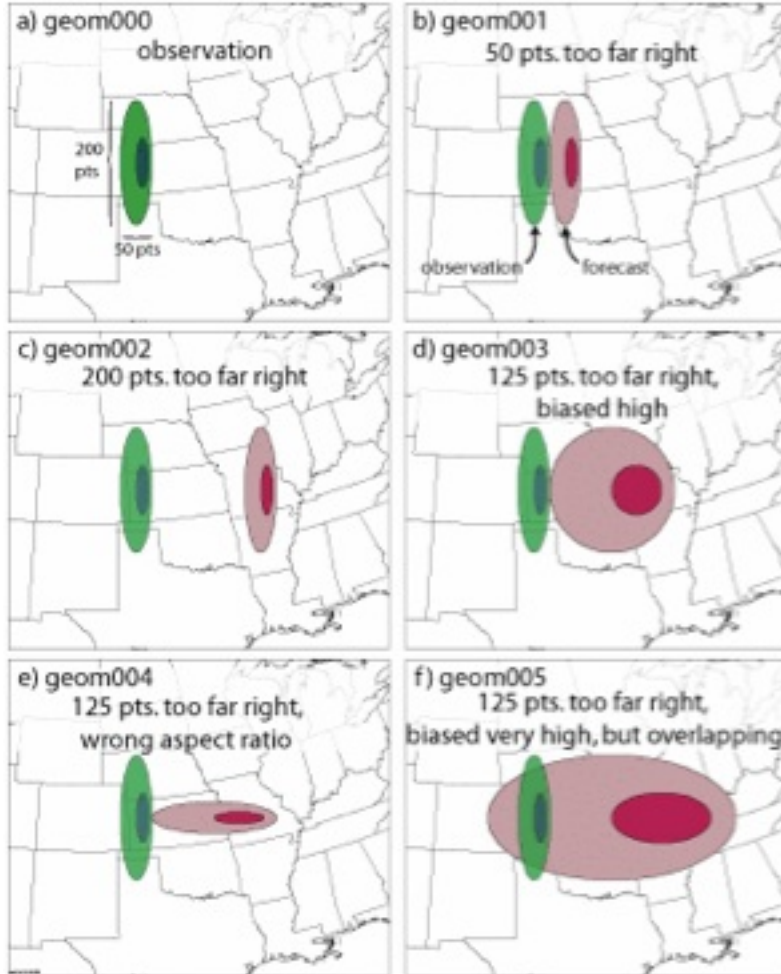 a) geom000
observation
200
pts
50 pts
b) geom001
50 pts. too far right
observation
forecast
c) geom002
200 pts. too far right
d) geom003
125 pts. too far right,
biased high
e) geom004
125 pts. too far right,
wrong aspect ratio
f) geom005
125 pts. too far right,
biased very high, but overlapping